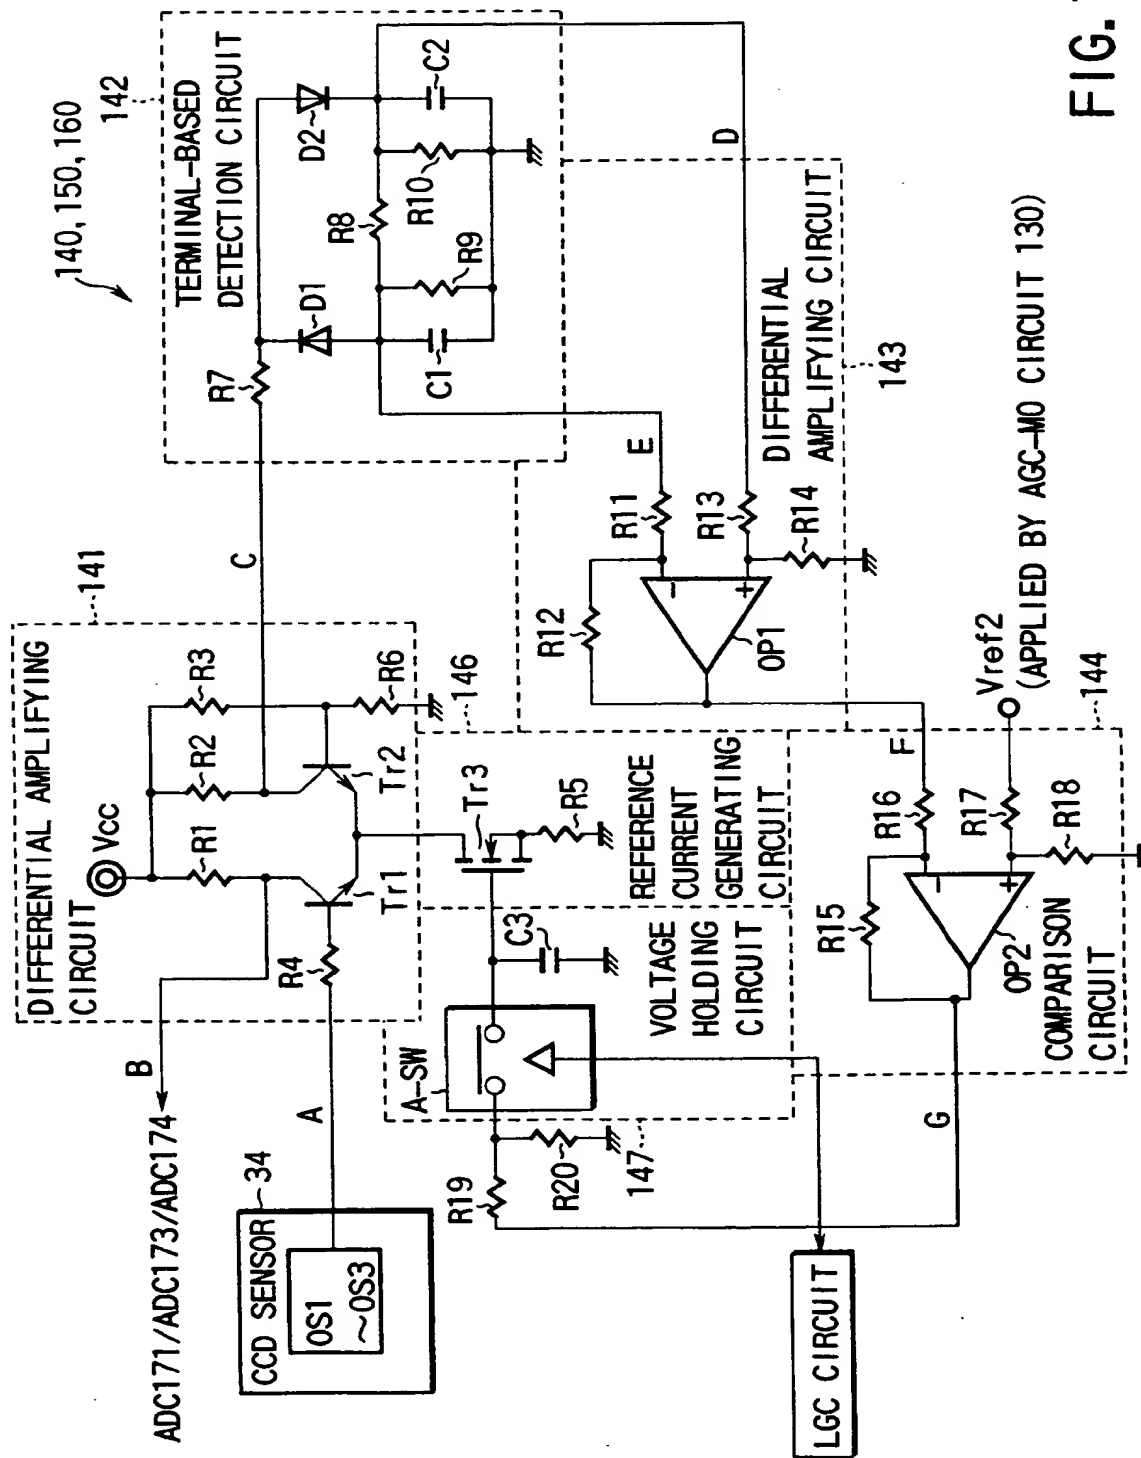 140, 150, 160
FIG.
DIFFERENTIAL AMPLIFYING
CIRCUIT
141
Vcc
R1
R2
R3
R4
R6
Tr1
Tr2
B
ADC171/ADC173/ADC174
A
CCD SENSOR
34
OS1
~OS3
C
142
TERMINAL-BASED
DETECTION CIRCUIT
R7
D1
D2
R8
R9
R10
C1
C2
D
E
DIFFERENTIAL
AMPLIFYING CIRCUIT
143
R11
R12
R13
R14
OP1
-
+
146
Tr3
R5
REFERENCE
CURRENT
GENERATING
CIRCUIT
A-SW
C3
VOLTAGE
HOLDING
CIRCUIT
147
R19
R20
F
G
R15
R16
R17
R18
-
+
OP2
COMPARISON
CIRCUIT
144
Vref2
(APPLIED BY AGC-MO CIRCUIT 130)
LGC CIRCUIT